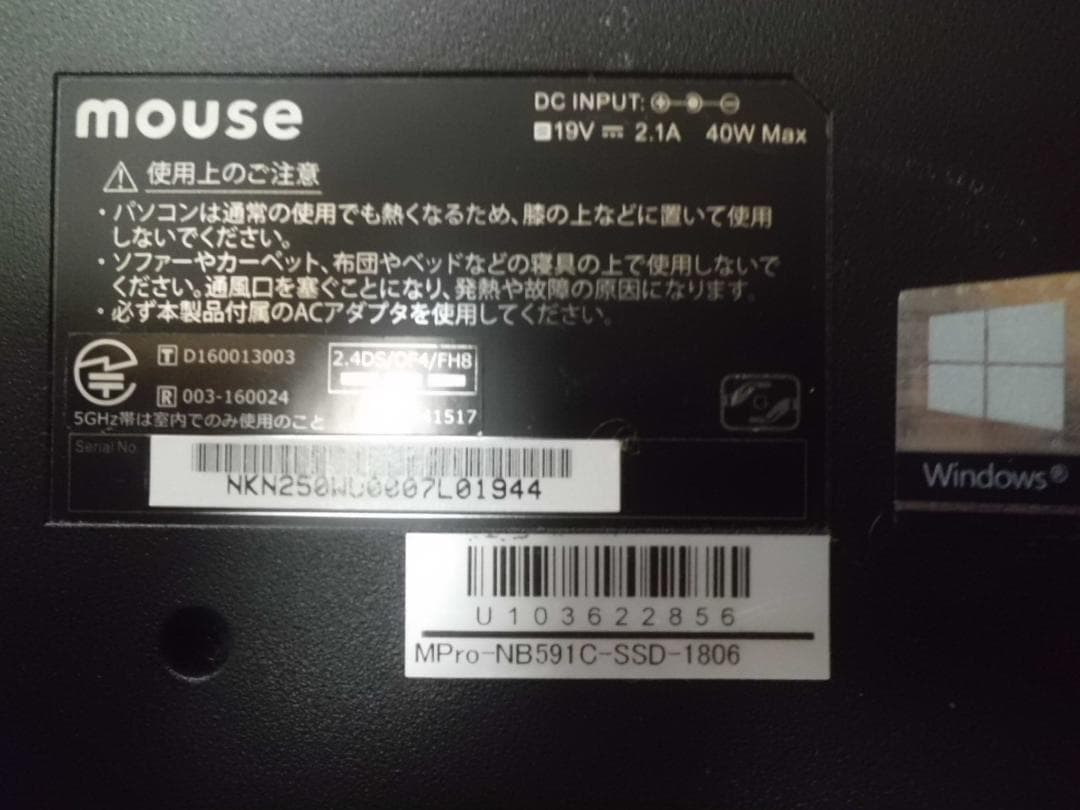 mouse
DC INPUT:
19V 2.1A 40W Max
使用上のご注意
・パソコンは通常の使用でも熱くなるため、膝の上などに置いて使用
しないでください。
・ソファーやカーペット、布団やベッドなどの寝具の上で使用しないで
ください。通風口を塞ぐことになり、発熱や故障の原因になります。
・必ず本製品付属のACアダプタを使用してください。
T D160013003
2.4DS/OF4/FH8
R 003-160024
5GHz帯は室内でのみ使用のこと
Serial No.
NKN250WU0007L01944
Windows®
U103622856
MPro-NB591C-SSD-1806